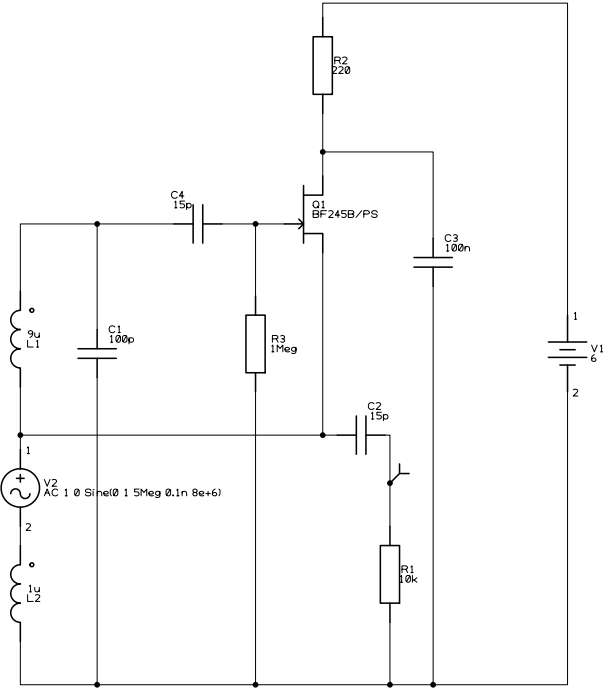 R2
220
C4
15p
Q1
BF245B/PS
C3
100n
1
9u
L1
C1
100p
R3
1Meg
V1
6
2
C2
15p
1
V2
AC 1 0 Sine(0 1 5Meg 0.1n 8e+6)
2
R1
10k
1u
L2